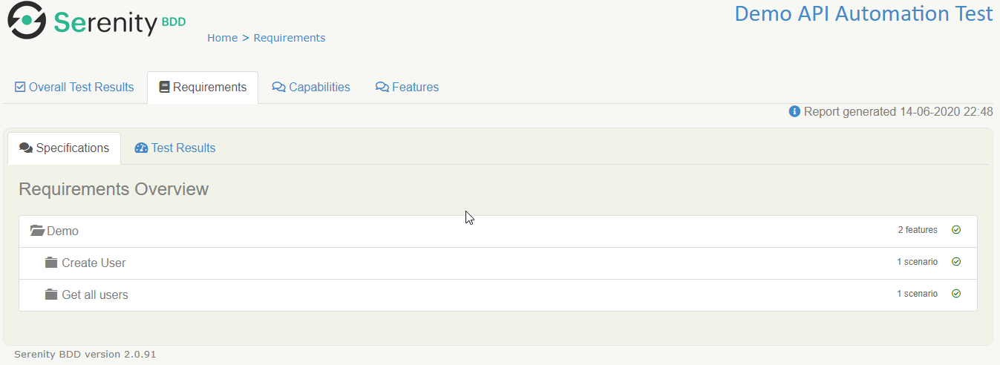 Serenity BDD
Demo API Automation Test
Home > Requirements
Overall Test Results
Requirements
Capabilities
Features
Report generated 14-06-2020 22:48
Specifications
Test Results
Requirements Overview
Demo 2 features
Create User 1 scenario
Get all users 1 scenario
Serenity BDD version 2.0.91